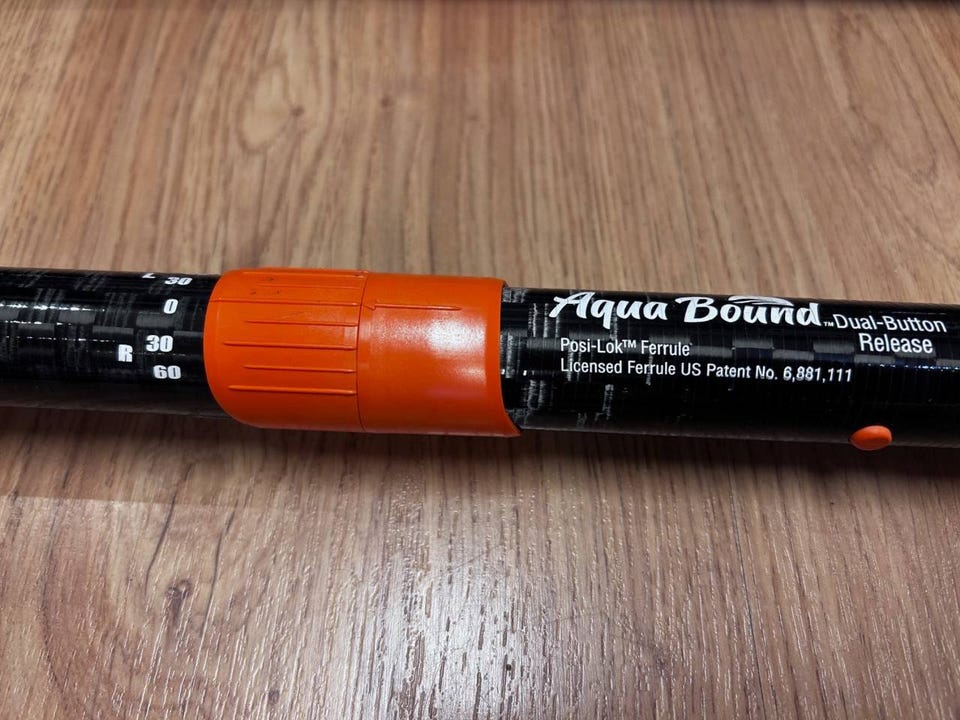 L 30
0
R 30
60
Aqua Bound™ Dual-Button
Release
Posi-Lok™ Ferrule
Licensed Ferrule US Patent No. 6,881,111